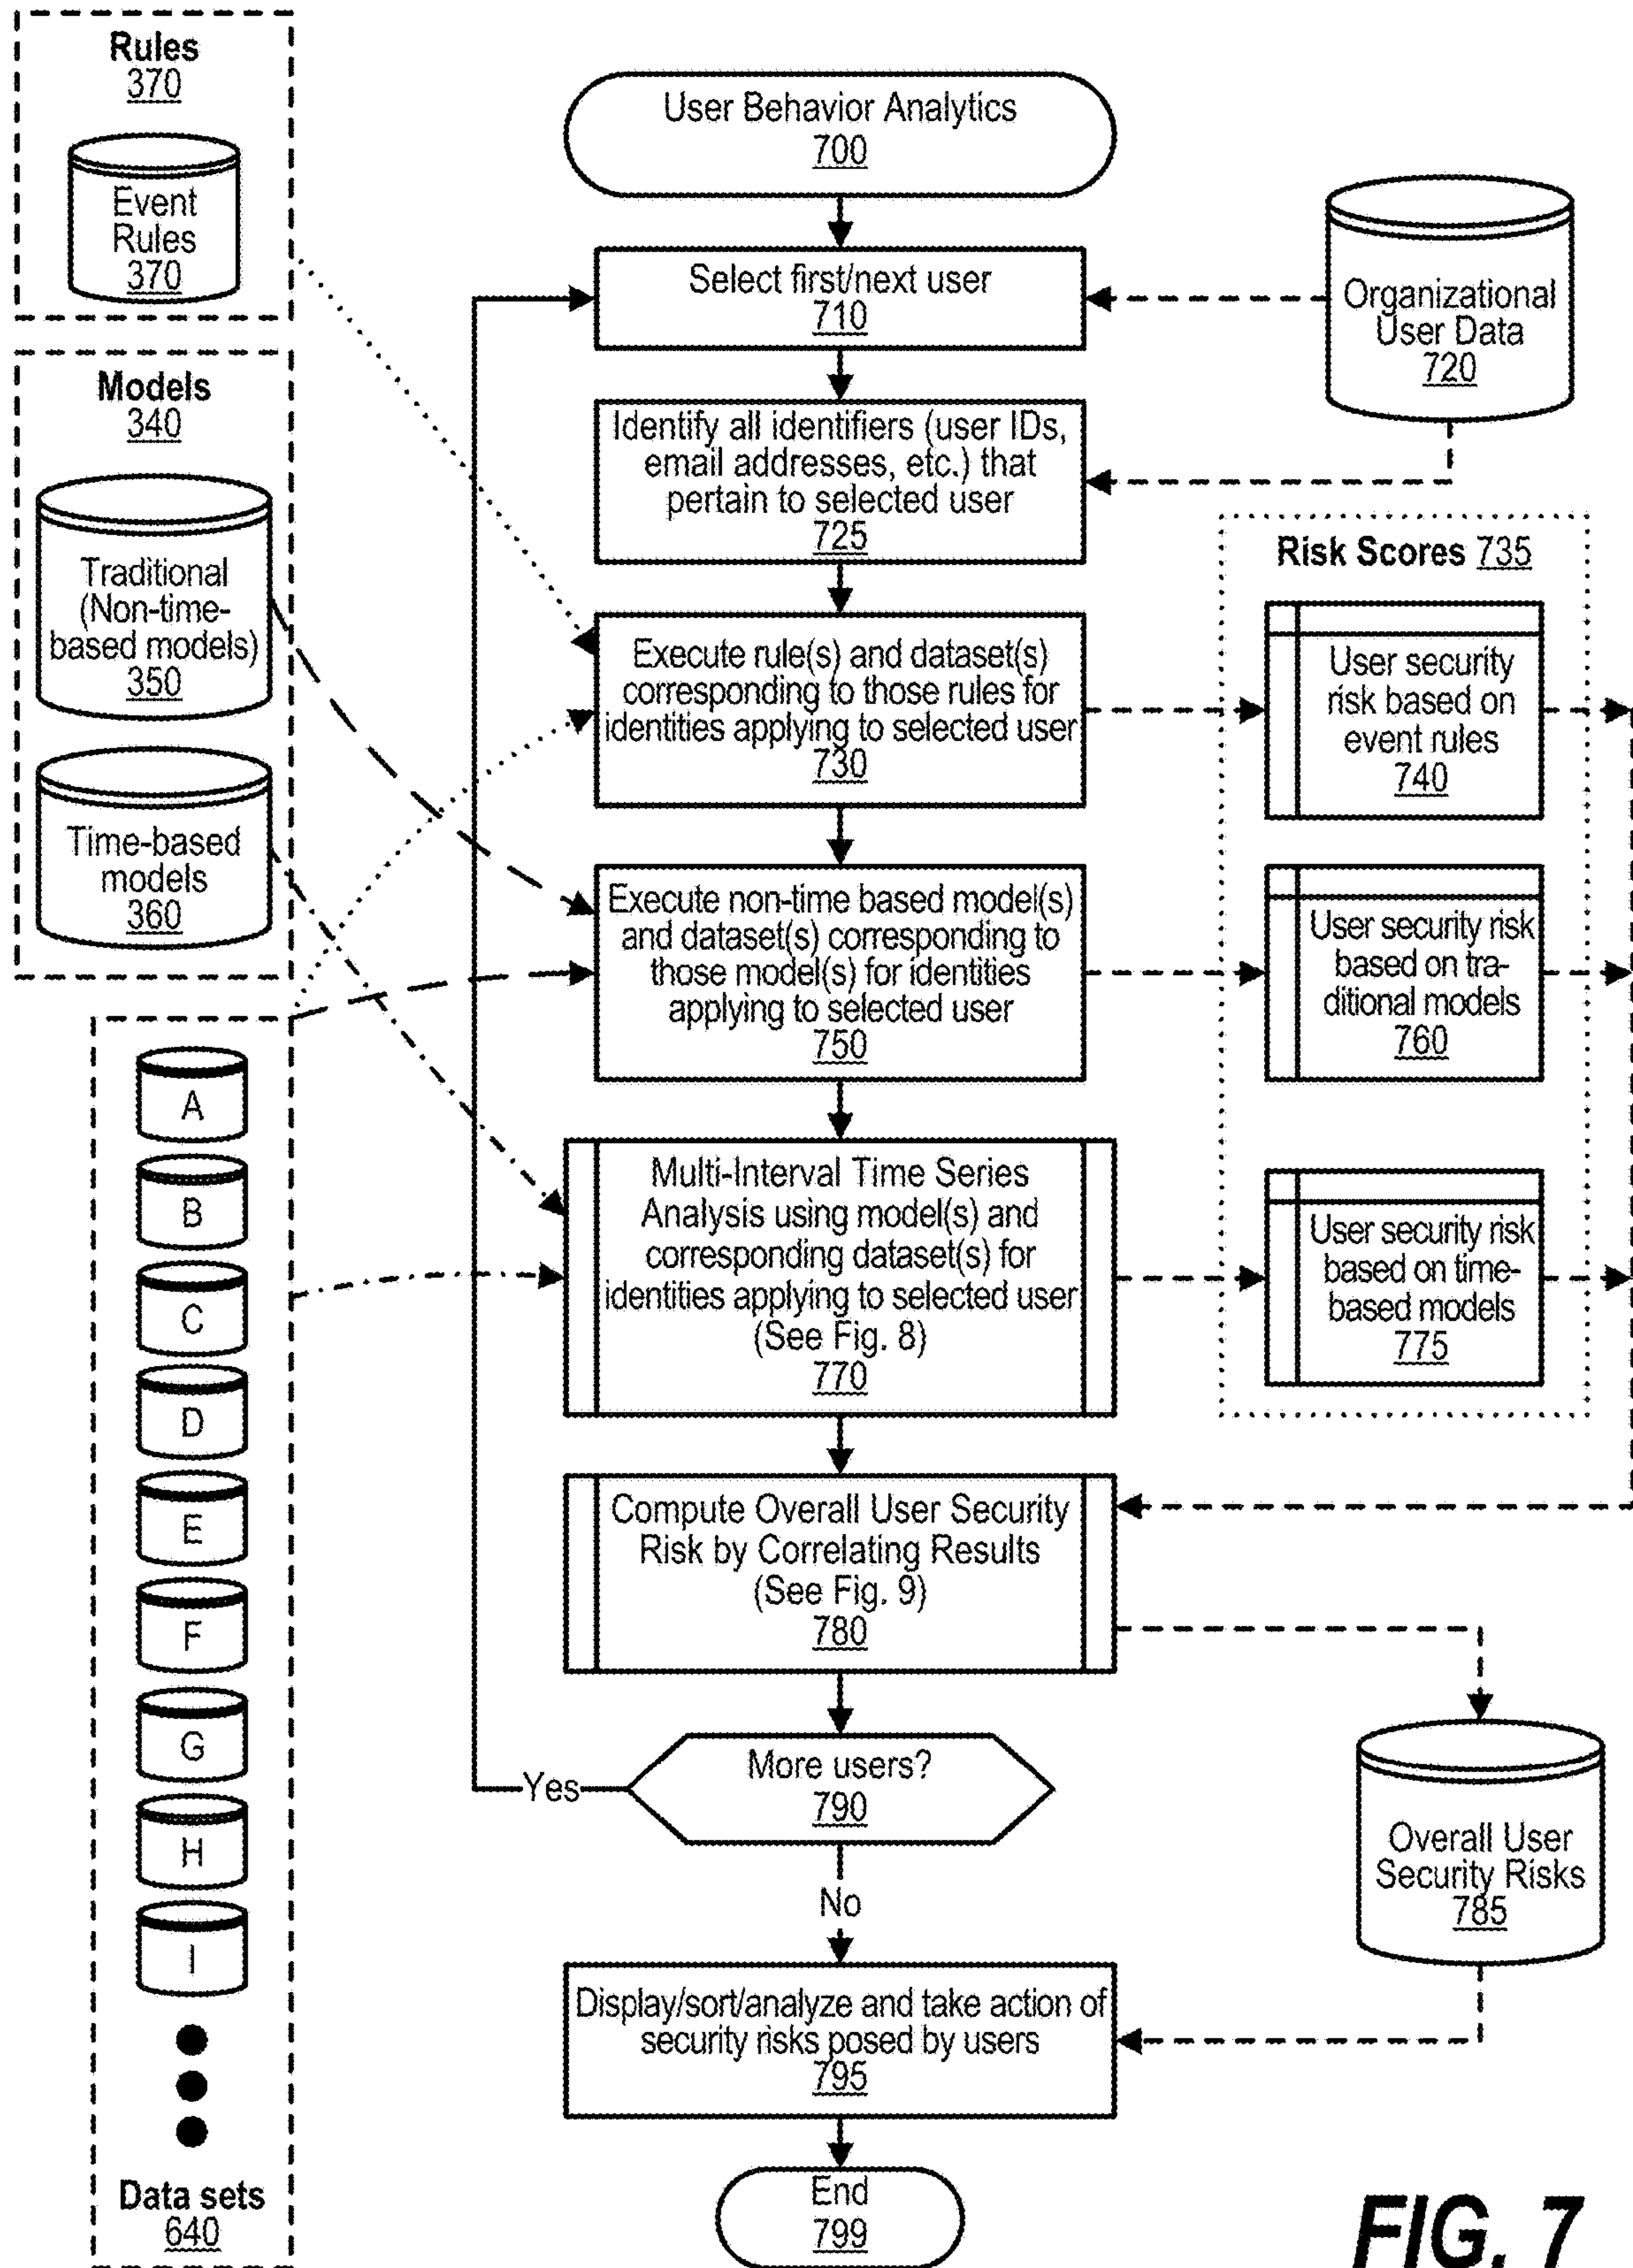 Rules
370
Event
Rules
370
Models
340
Traditional
(Non-time-
based models)
350
Time-based
models
360
A
B
C
D
E
F
G
H
I
Data sets
640
User Behavior Analytics
700
Select first/next user
710
Identify all identifiers (user IDs,
email addresses, etc.) that
pertain to selected user
725
Execute rule(s) and dataset(s)
corresponding to those rules for
identities applying to selected user
730
Execute non-time based model(s)
and dataset(s) corresponding to
those model(s) for identities
applying to selected user
750
Multi-Interval Time Series
Analysis using model(s) and
corresponding dataset(s) for
identities applying to selected user
(See Fig. 8)
770
Compute Overall User Security
Risk by Correlating Results
(See Fig. 9)
780
More users?
790
Yes
No
Display/sort/analyze and take action of
security risks posed by users
795
End
799
Organizational
User Data
720
Risk Scores 735
User security
risk based on
event rules
740
User security risk
based on tra-
ditional models
760
User security risk
based on time-
based models
775
Overall User
Security Risks
785
FIG. 7